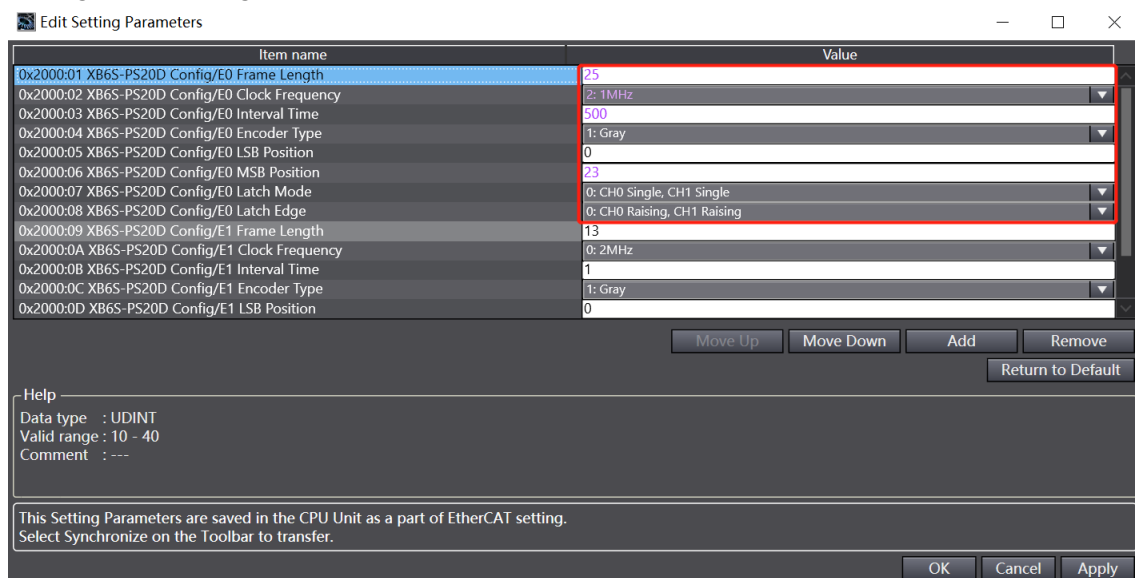 Edit Setting Parameters
Item name Value
0x2000:01 XB6S-PS20D Config/E0 Frame Length 25
0x2000:02 XB6S-PS20D Config/E0 Clock Frequency 2: 1MHz
0x2000:03 XB6S-PS20D Config/E0 Interval Time 500
0x2000:04 XB6S-PS20D Config/E0 Encoder Type 1: Gray
0x2000:05 XB6S-PS20D Config/E0 LSB Position 0
0x2000:06 XB6S-PS20D Config/E0 MSB Position 23
0x2000:07 XB6S-PS20D Config/E0 Latch Mode 0: CH0 Single, CH1 Single
0x2000:08 XB6S-PS20D Config/E0 Latch Edge 0: CH0 Raising, CH1 Raising
0x2000:09 XB6S-PS20D Config/E1 Frame Length 13
0x2000:0A XB6S-PS20D Config/E1 Clock Frequency 0: 2MHz
0x2000:0B XB6S-PS20D Config/E1 Interval Time 1
0x2000:0C XB6S-PS20D Config/E1 Encoder Type 1: Gray
0x2000:0D XB6S-PS20D Config/E1 LSB Position 0
Move Up Move Down Add Remove
Return to Default
Help
Data type : UDINT
Valid range : 10 - 40
Comment : ---
This Setting Parameters are saved in the CPU Unit as a part of EtherCAT setting.
Select Synchronize on the Toolbar to transfer.
OK Cancel Apply